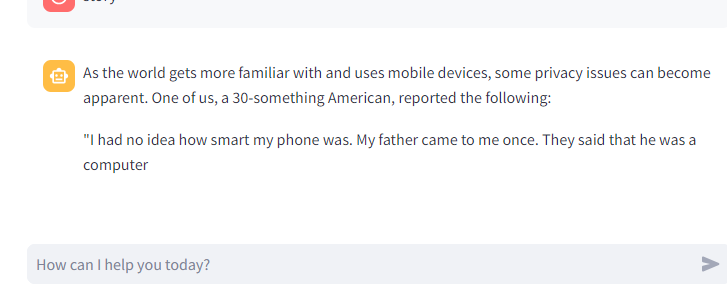 As the world gets more familiar with and uses mobile devices, some privacy issues can become
apparent. One of us, a 30-something American, reported the following:
"I had no idea how smart my phone was. My father came to me once. They said that he was a
computer
How can I help you today?